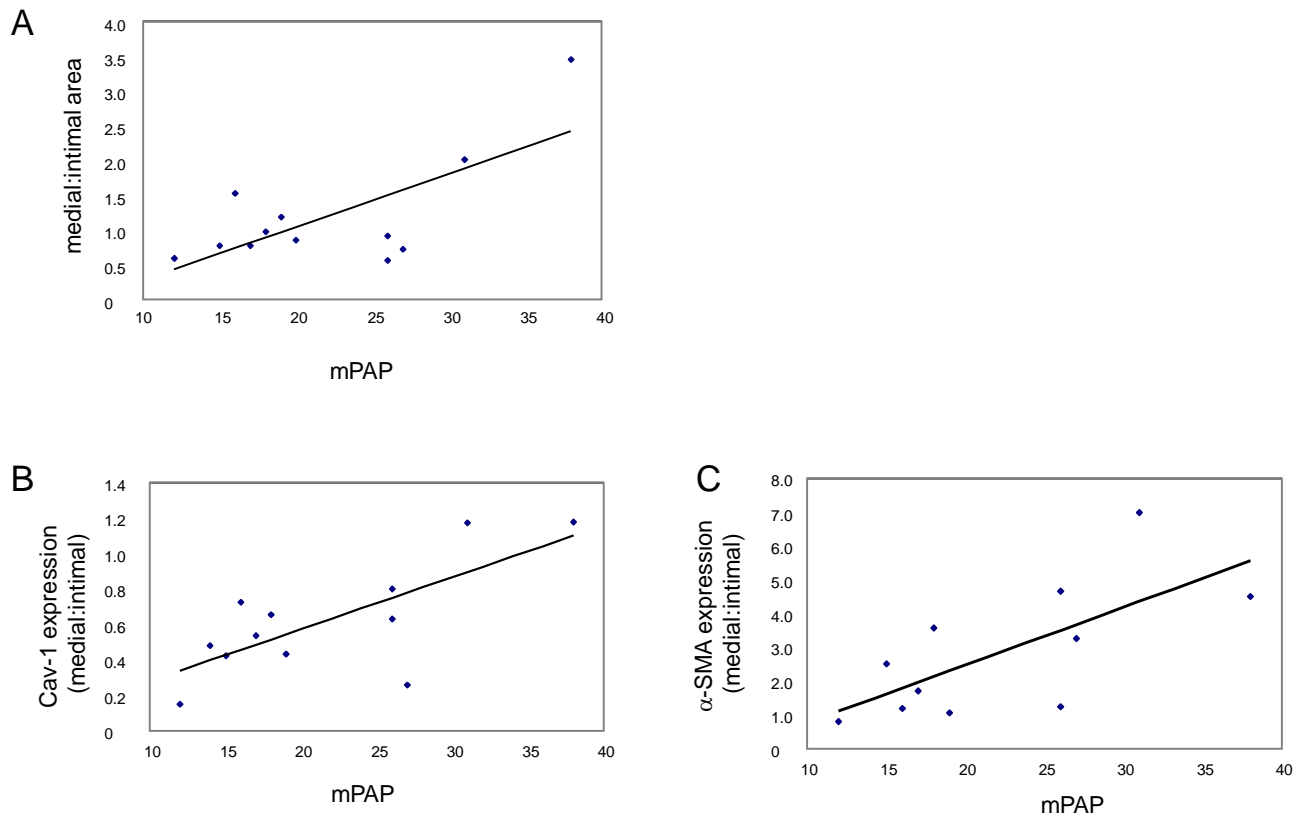 A
medial:intimal area
4.0
3.5
3.0
2.5
2.0
1.5
1.0
0.5
0
10 15 20 25 30 35 40
mPAP
B
Cav-1 expression
(medial:intimal)
1.4
1.2
1.0
0.8
0.6
0.4
0.2
0
10 15 20 25 30 35 40
mPAP
C
α-SMA expression
(medial:intimal)
8.0
7.0
6.0
5.0
4.0
3.0
2.0
1.0
0
10 15 20 25 30 35 40
mPAP